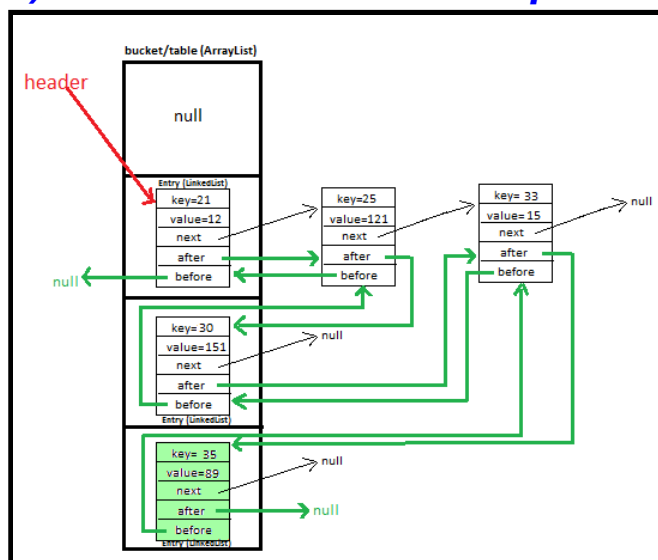 bucket/table (ArrayList)
header
null
Entry (LinkedList)
key=21
value=12
next
after
before
null
key=25
value=121
next
after
before
key= 33
value= 15
next
after
before
null
key=30
value=151
next
after
before
Entry (LinkedList)
null
key= 35
value=89
next
after
before
Entry (LinkedList)
null
null